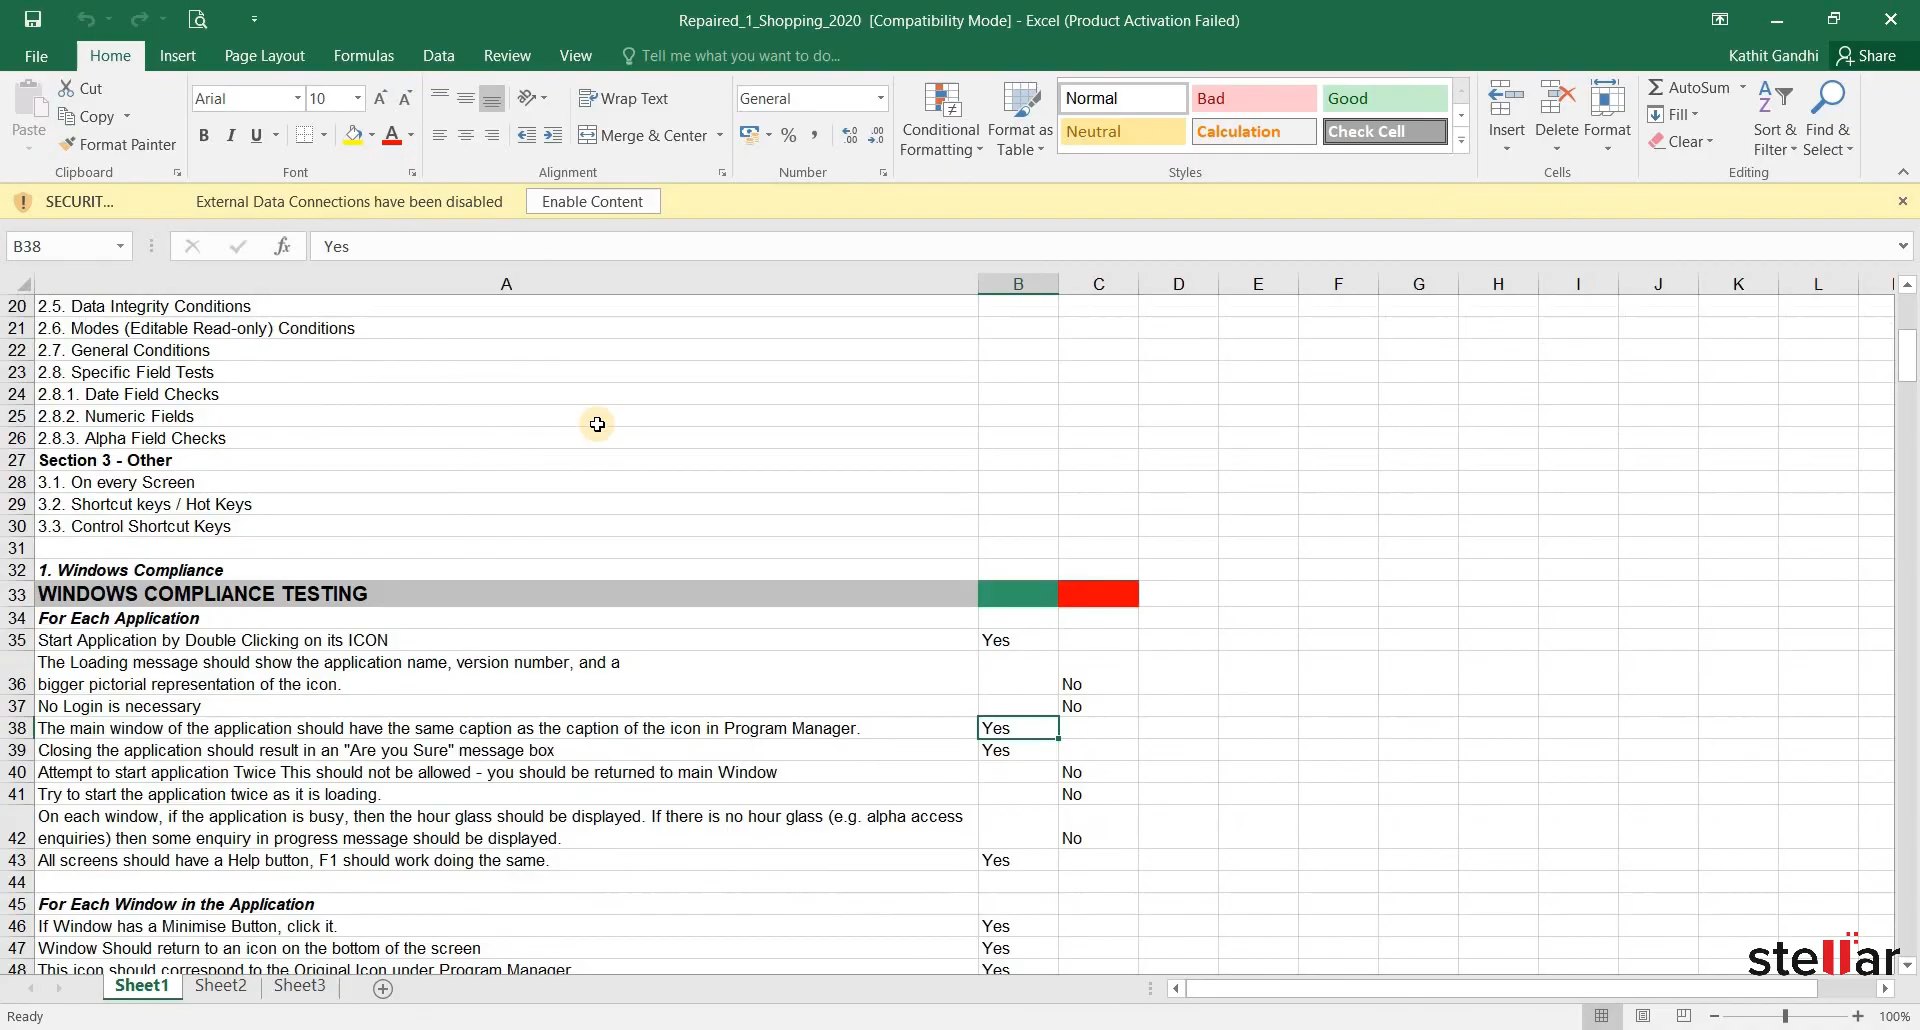 Repaired_1_Shopping_2020 [Compatibility Mode] - Excel (Product Activation Failed)
File Home Insert Page Layout Formulas Data Review View Tell me what you want to do... Kathit Gandhi Share
Paste
Cut
Copy
Format Painter
Clipboard
Arial 10
B I U A
Font
Wrap Text
Merge & Center
Alignment
General
%
Number
Conditional
Formatting
Format as
Table
Normal Bad Good
Neutral Calculation Check Cell
Styles
Insert Delete Format
Cells
AutoSum
Fill
Clear
Sort &
Filter
Find &
Select
Editing
SECURIT... External Data Connections have been disabled Enable Content
B38 fx Yes
A B C D E F G H I J K L
20 2.5. Data Integrity Conditions
21 2.6. Modes (Editable Read-only) Conditions
22 2.7. General Conditions
23 2.8. Specific Field Tests
24 2.8.1. Date Field Checks
25 2.8.2. Numeric Fields
26 2.8.3. Alpha Field Checks
27 Section 3 - Other
28 3.1. On every Screen
29 3.2. Shortcut keys / Hot Keys
30 3.3. Control Shortcut Keys
31
32 1. Windows Compliance
33 WINDOWS COMPLIANCE TESTING
34 For Each Application
35 Start Application by Double Clicking on its ICON Yes
The Loading message should show the application name, version number, and a
36 bigger pictorial representation of the icon. No
37 No Login is necessary No
38 The main window of the application should have the same caption as the caption of the icon in Program Manager. Yes
39 Closing the application should result in an "Are you Sure" message box Yes
40 Attempt to start application Twice This should not be allowed - you should be returned to main Window No
41 Try to start the application twice as it is loading. No
On each window, if the application is busy, then the hour glass should be displayed. If there is no hour glass (e.g. alpha access
42 enquiries) then some enquiry in progress message should be displayed. No
43 All screens should have a Help button, F1 should work doing the same. Yes
44
45 For Each Window in the Application
46 If Window has a Minimise Button, click it. Yes
47 Window Should return to an icon on the bottom of the screen Yes
48 This icon should correspond to the Original Icon under Program Manager Yes
stellar
Sheet1 Sheet2 Sheet3
Ready 100%